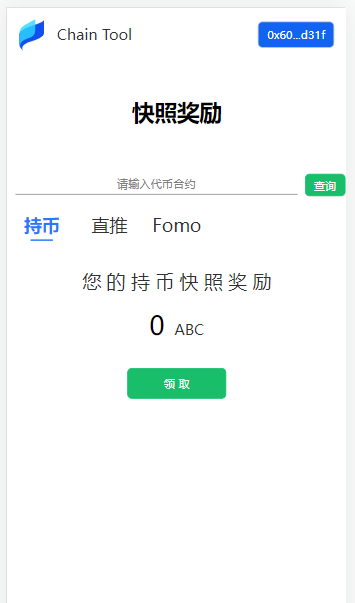 Chain Tool
0x60...d31f
快照奖励
请输入代币合约
查询
持币 直推 Fomo
您的持币快照奖励
0 ABC
领取